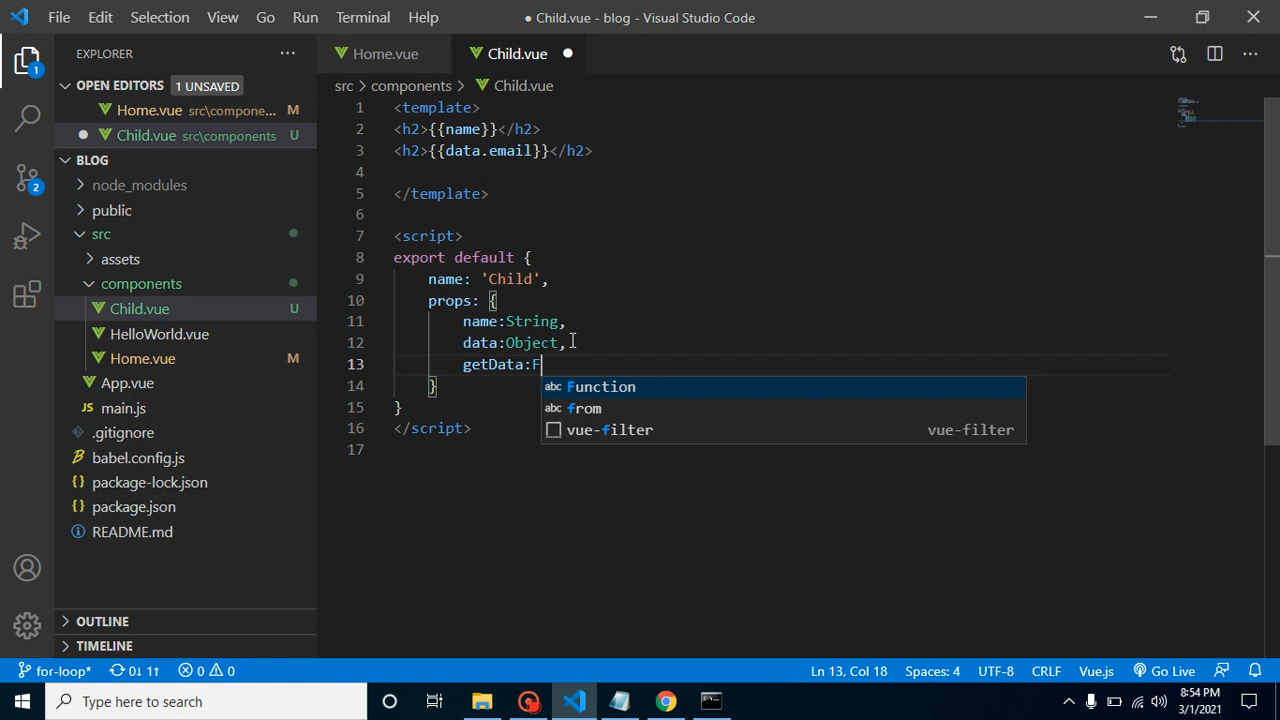 File Edit Selection View Go Run Terminal Help
● Child.vue - blog - Visual Studio Code
EXPLORER
OPEN EDITORS 1 UNSAVED
Home.vue src\compone... M
Child.vue src\components U
BLOG
node_modules
public
src
assets
components
Child.vue U
HelloWorld.vue
Home.vue M
App.vue
JS main.js
.gitignore
babel.config.js
{} package-lock.json
{} package.json
README.md
OUTLINE
TIMELINE
1
2
Home.vue
Child.vue
src > components > Child.vue
1 <template>
2 <h2>{{name}}</h2>
3 <h2>{{data.email}}</h2>
4
5 </template>
6
7 <script>
8 export default {
9 name: 'Child',
10 props: {
11 name:String,
12 data:Object,
13 getData:F
14 }
15 }
16 </script>
17
abc Function
abc from
vue-filter vue-filter
for-loop* 0↓ 1↑ 0 0
Ln 13, Col 18 Spaces: 4 UTF-8 CRLF Vue.js Go Live
Type here to search
8:54 PM
3/1/2021